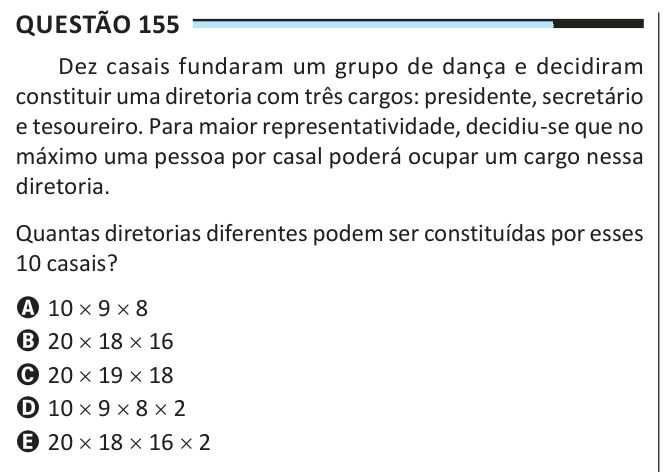 QUESTÃO 155
Dez casais fundaram um grupo de dança e decidiram
constituir uma diretoria com três cargos: presidente, secretário
e tesoureiro. Para maior representatividade, decidiu-se que no
máximo uma pessoa por casal poderá ocupar um cargo nessa
diretoria.
Quantas diretorias diferentes podem ser constituídas por esses
10 casais?
A 10 × 9 × 8
B 20 × 18 × 16
C 20 × 19 × 18
D 10 × 9 × 8 × 2
E 20 × 18 × 16 × 2